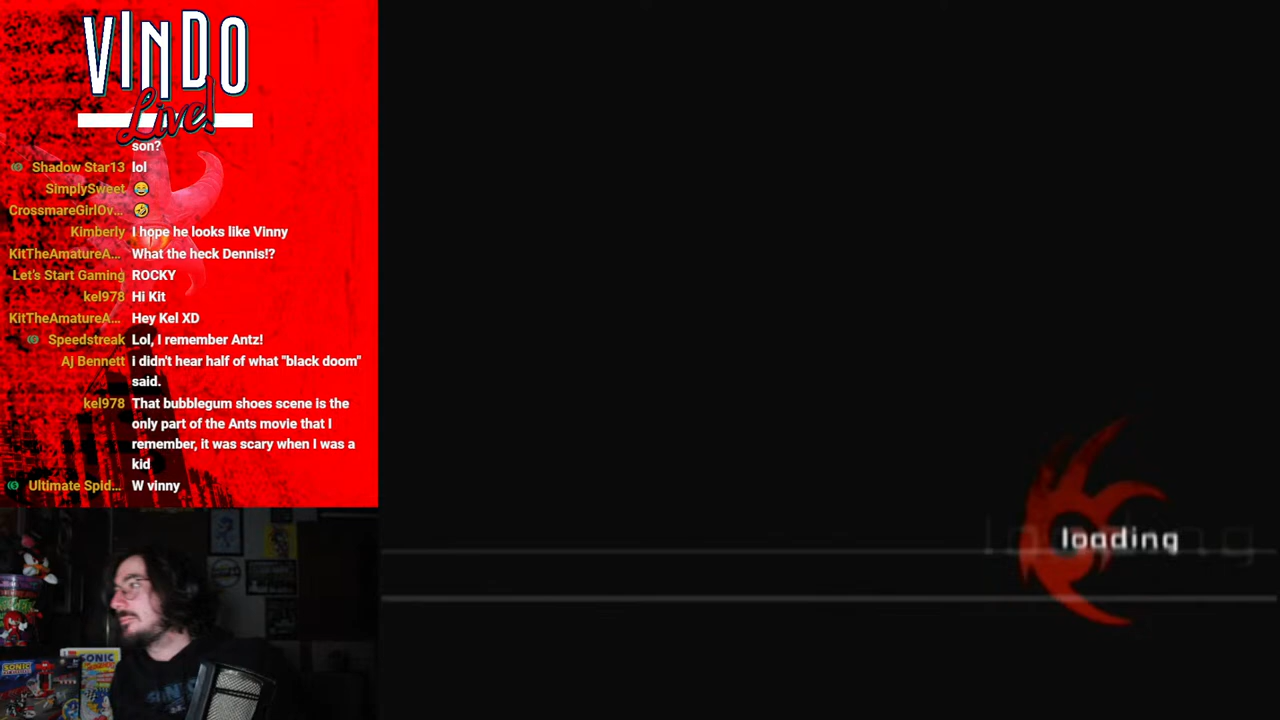 VINDO
Live!
son?
Shadow Star13 lol
SimplySweet
CrossmareGirlOv...
Kimberly I hope he looks like Vinny
KitTheAmatureA... What the heck Dennis!?
Let's Start Gaming ROCKY
kel978 Hi Kit
KitTheAmatureA... Hey Kel XD
Speedstreak Lol, I remember Antz!
Aj Bennett i didn't hear half of what "black doom"
said.
kel978 That bubblegum shoes scene is the
only part of the Ants movie that I
remember, it was scary when I was a
kid
Ultimate Spid... W vinny
loading
SONIC
SONIC